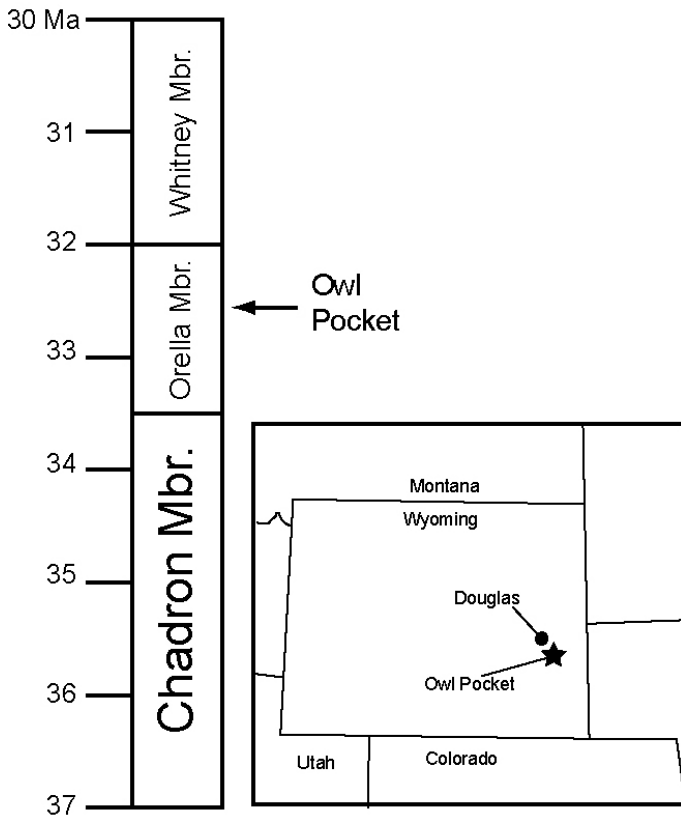 30 Ma
31
32
33
34
35
36
37
Whitney Mbr.
Orella Mbr.
Chadron Mbr.
Owl
Pocket
Montana
Wyoming
Douglas
Owl Pocket
Utah
Colorado